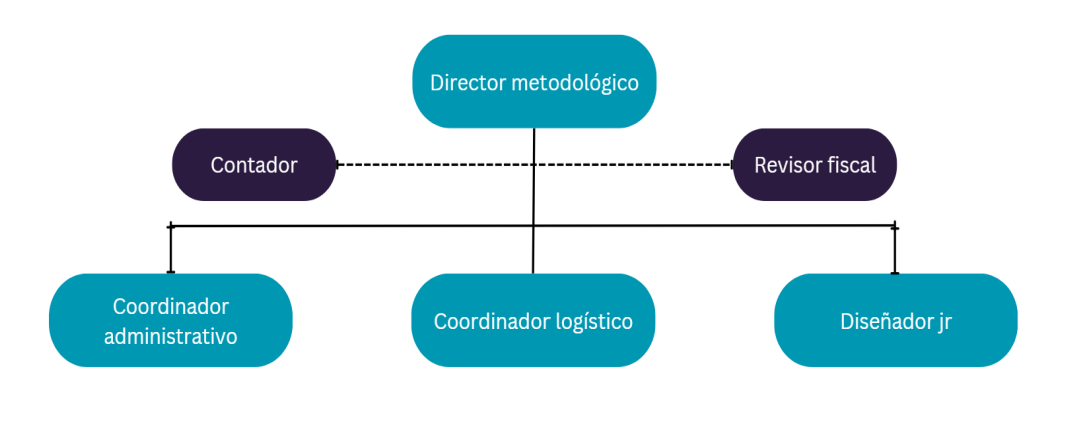 Director metodológico
Contador
Revisor fiscal
Coordinador
administrativo
Coordinador logístico
Diseñador jr